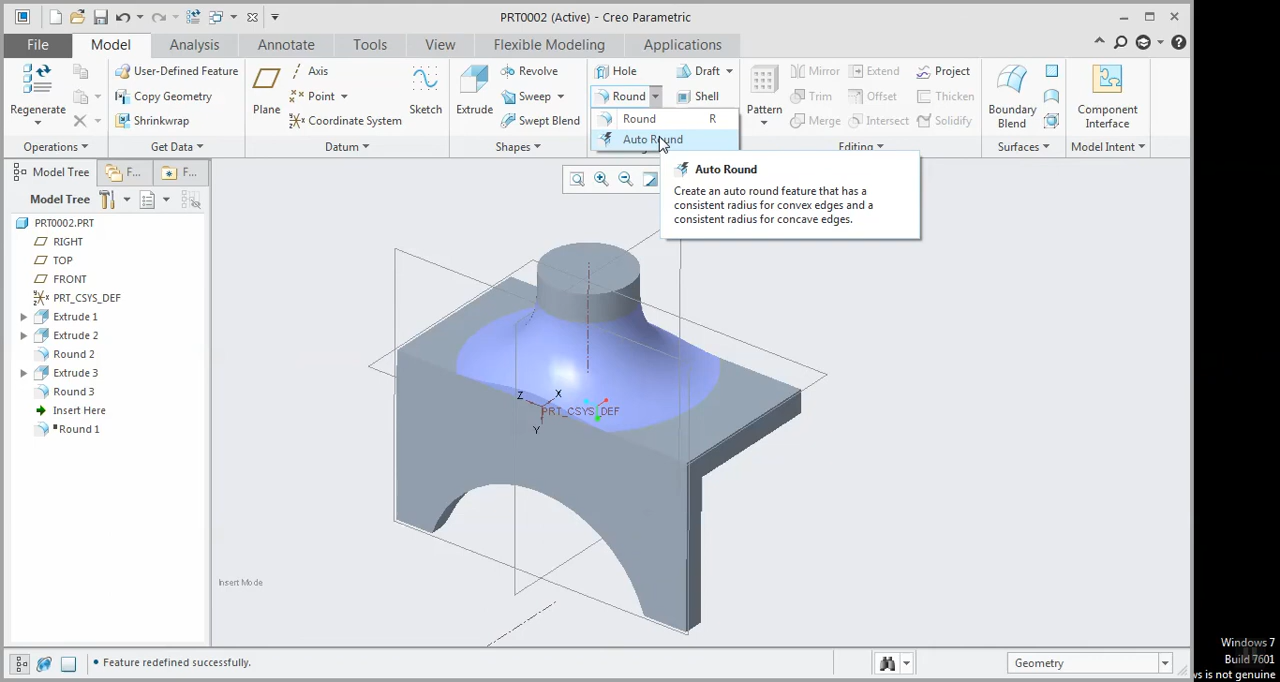 PRT0002 (Active) - Creo Parametric
File Model Analysis Annotate Tools View Flexible Modeling Applications
Regenerate
Operations
User-Defined Feature
Copy Geometry
Shrinkwrap
Get Data
Plane
Axis
Point
Coordinate System
Sketch
Datum
Extrude
Revolve
Sweep
Swept Blend
Shapes
Hole
Draft
Round
Shell
Round R
Auto Round
Pattern
Mirror
Extend
Project
Trim
Offset
Thicken
Merge
Intersect
Solidify
Editing
Boundary
Blend
Surfaces
Component
Interface
Model Intent
Auto Round
Create an auto round feature that has a
consistent radius for convex edges and a
consistent radius for concave edges.
Model Tree F... F...
Model Tree
PRT0002.PRT
RIGHT
TOP
FRONT
PRT_CSYS_DEF
Extrude 1
Extrude 2
Round 2
Extrude 3
Round 3
Insert Here
Round 1
Z
X
PRT_CSYS_DEF
Y
Insert Mode
• Feature redefined successfully.
Geometry
Windows 7
Build 7601
ws is not genuine